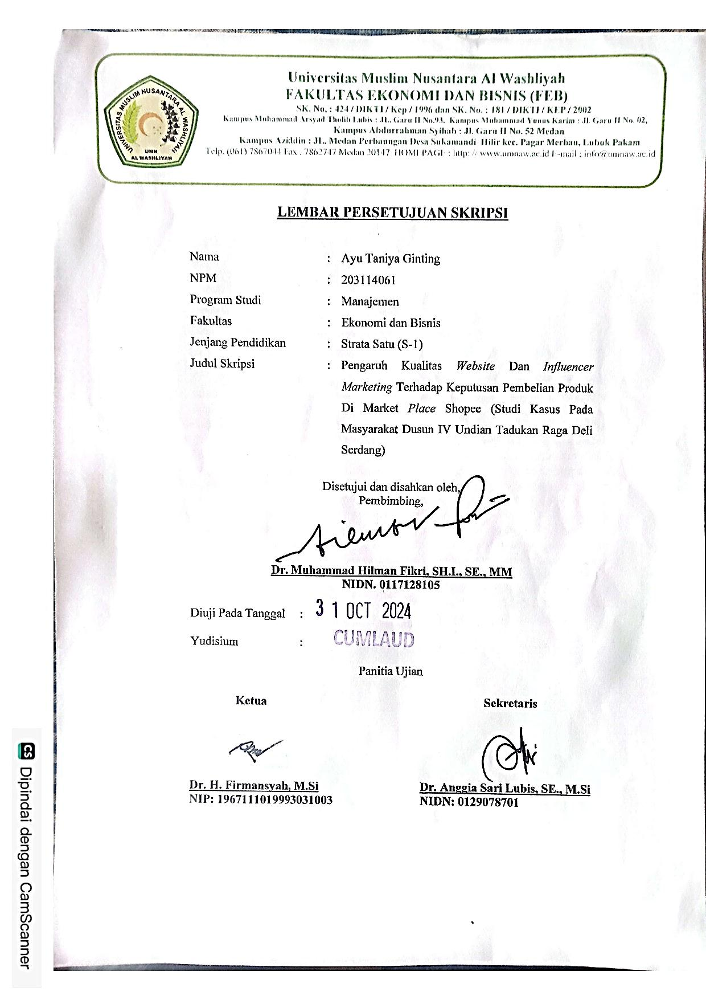 Universitas Muslim Nusantara Al Washliyah
FAKULTAS EKONOMI DAN BISNIS (FEB)
SK. No. : 424 / DIKTI / Kep / 1996 dan SK. No. : 181 / DIKTI / KEP / 2002
Kampus Muhammad Arsyad Tholib Lubis : JL. Garu II No.93, Kampus Muhammad Yunus Karim : Jl. Garu II No. 02,
Kampus Abdurrahman Syihab : Jl. Garu II No. 52 Medan
Kampus Aziddin : JL. Medan Perbaungan Desa Sukamandi Hilir kec. Pagar Merbau, Lubuk Pakam
Telp. (061) 7867044 Fax . 7862747 Medan 20147 HOME PAGE : http: // www.umnaw.ac.id E-mail : info@umnaw.ac.id
UNIVERSITAS MUSLIM NUSANTARA AL WASHLIYAH
UMN
AL WASHLIYAH
LEMBAR PERSETUJUAN SKRIPSI
Nama : Ayu Taniya Ginting
NPM : 203114061
Program Studi : Manajemen
Fakultas : Ekonomi dan Bisnis
Jenjang Pendidikan : Strata Satu (S-1)
Judul Skripsi : Pengaruh Kualitas Website Dan Influencer
Marketing Terhadap Keputusan Pembelian Produk
Di Market Place Shopee (Studi Kasus Pada
Masyarakat Dusun IV Undian Tadukan Raga Deli
Serdang)
Disetujui dan disahkan oleh,
Pembimbing,
Dr. Muhammad Hilman Fikri, SH.I., SE., MM
NIDN. 0117128105
Diuji Pada Tanggal : 31 OCT 2024
Yudisium : CUMLAUD
Panitia Ujian
Ketua Sekretaris
Dr. H. Firmansyah, M.Si Dr. Anggia Sari Lubis, SE., M.Si
NIP: 1967111019993031003 NIDN: 0129078701
CS Dipindai dengan CamScanner